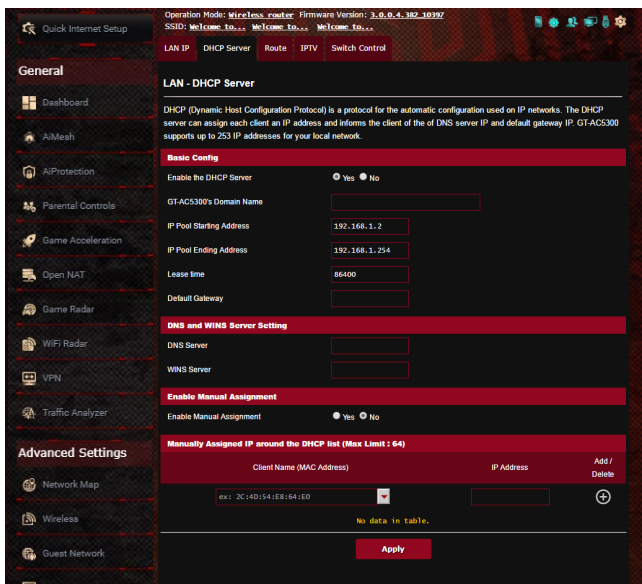 Quick Internet Setup
General
Dashboard
AiMesh
AiProtection
Parental Controls
Game Acceleration
Open NAT
Game Radar
WiFi Radar
VPN
Traffic Analyzer
Advanced Settings
Network Map
Wireless
Guest Network
Operation Mode: Wireless router Firmware Version: 3.0.0.4.382_10397
SSID: Welcome to... Welcome to... Welcome to...
LAN IP DHCP Server Route IPTV Switch Control
LAN - DHCP Server
DHCP (Dynamic Host Configuration Protocol) is a protocol for the automatic configuration used on IP networks. The DHCP
server can assign each client an IP address and informs the client of the of DNS server IP and default gateway IP. GT-AC5300
supports up to 253 IP addresses for your local network.
Basic Config
Enable the DHCP Server Yes No
GT-AC5300's Domain Name
IP Pool Starting Address 192.168.1.2
IP Pool Ending Address 192.168.1.254
Lease time 86400
Default Gateway
DNS and WINS Server Setting
DNS Server
WINS Server
Enable Manual Assignment
Enable Manual Assignment Yes No
Manually Assigned IP around the DHCP list (Max Limit : 64)
Client Name (MAC Address) IP Address Add /
Delete
ex: 2C:4D:54:E8:64:E0
No data in table.
Apply